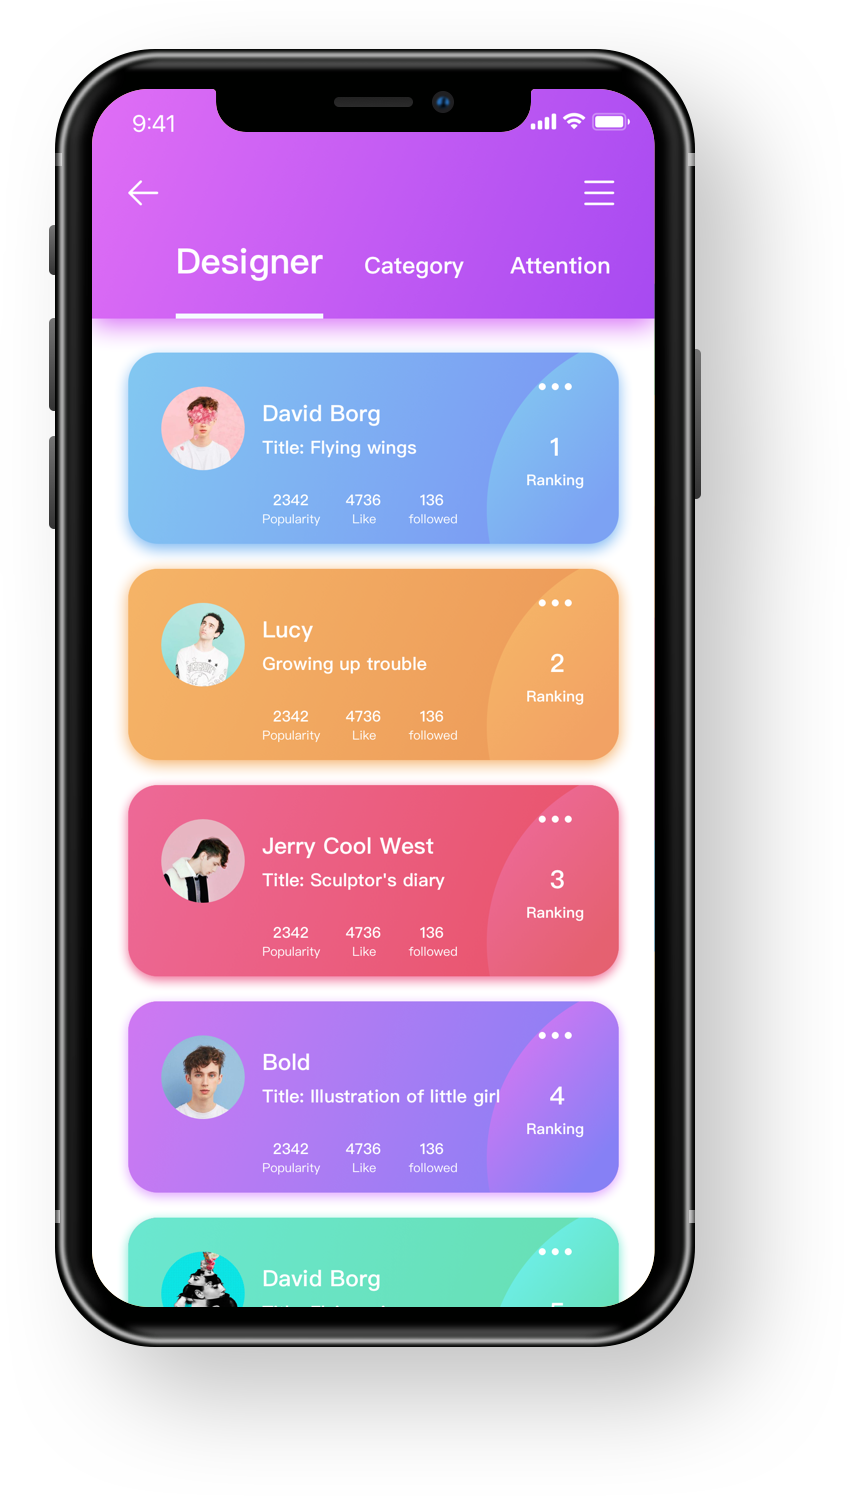 9:41
Designer Category Attention
David Borg
Title: Flying wings
1
Ranking
2342 4736 136
Popularity Like followed
Lucy
Growing up trouble
2
Ranking
2342 4736 136
Popularity Like followed
Jerry Cool West
Title: Sculptor's diary
3
Ranking
2342 4736 136
Popularity Like followed
Bold
Title: Illustration of little girl
4
Ranking
2342 4736 136
Popularity Like followed
David Borg